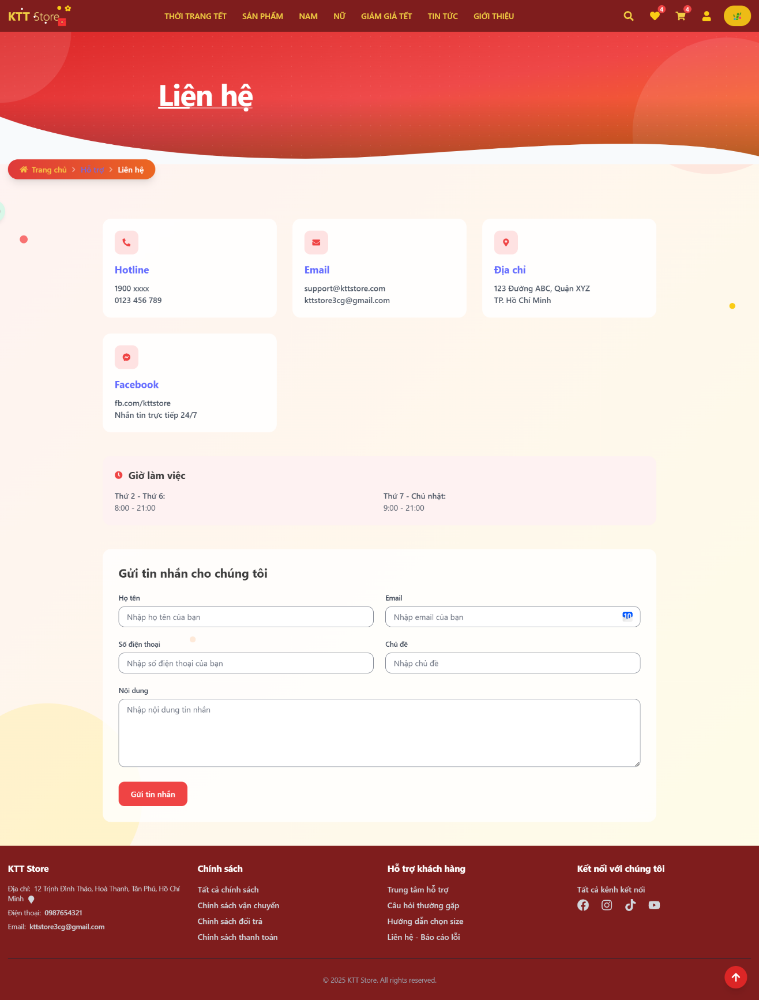 KTT Store
THỜI TRANG TẾT
SẢN PHẨM
NAM
NỮ
GIẢM GIÁ TẾT
TIN TỨC
GIỚI THIỆU
4
4
Liên hệ
Trang chủ
Hỗ trợ
Liên hệ
Hotline
1900 xxxx
0123 456 789
Email
support@kttstore.com
kttstore3cg@gmail.com
Địa chỉ
123 Đường ABC, Quận XYZ
TP. Hồ Chí Minh
Facebook
fb.com/kttstore
Nhắn tin trực tiếp 24/7
Giờ làm việc
Thứ 2 - Thứ 6:
8:00 - 21:00
Thứ 7 - Chủ nhật:
9:00 - 21:00
Gửi tin nhắn cho chúng tôi
Họ tên
Nhập họ tên của bạn
Email
Nhập email của bạn
Số điện thoại
Nhập số điện thoại của bạn
Chủ đề
Nhập chủ đề
Nội dung
Nhập nội dung tin nhắn
Gửi tin nhắn
KTT Store
Địa chỉ: 12 Trịnh Đình Thảo, Hoà Thanh, Tân Phú, Hồ Chí
Minh
Điện thoại: 0987654321
Email: kttstore3cg@gmail.com
Chính sách
Tất cả chính sách
Chính sách vận chuyển
Chính sách đổi trả
Chính sách thanh toán
Hỗ trợ khách hàng
Trung tâm hỗ trợ
Câu hỏi thường gặp
Hướng dẫn chọn size
Liên hệ - Báo cáo lỗi
Kết nối với chúng tôi
Tất cả kênh kết nối
© 2025 KTT Store. All rights reserved.